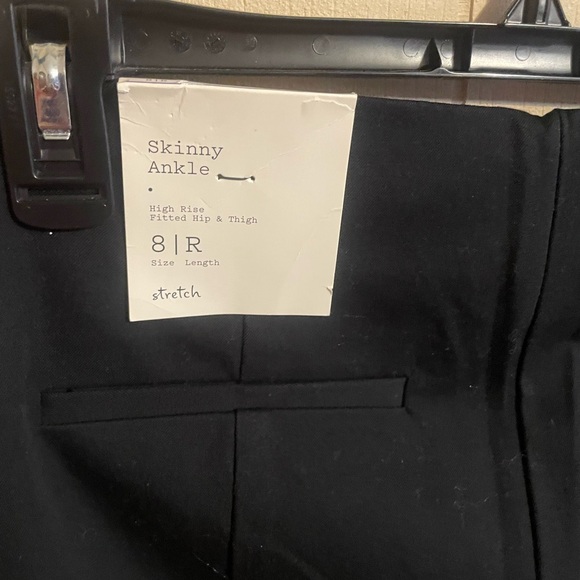 Skinny
Ankle
High Rise
Fitted Hip & Thigh
8|R
Size Length
stretch